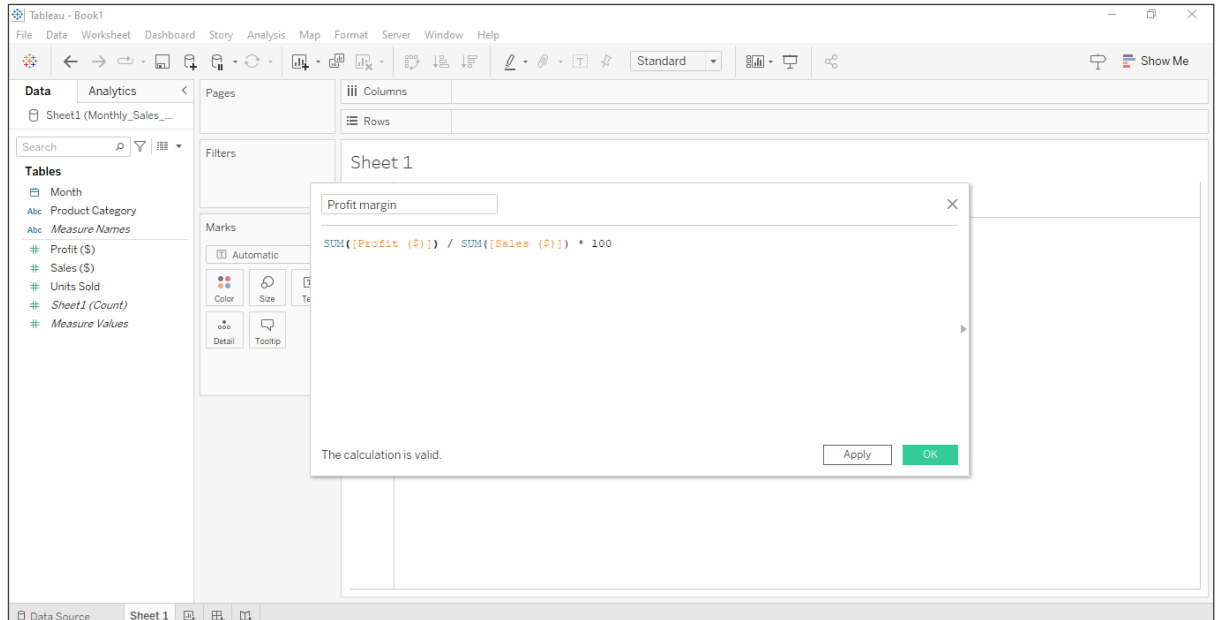 Tableau - Book1
File Data Worksheet Dashboard Story Analysis Map Format Server Window Help
Standard
Show Me
Data Analytics
Sheet1 (Monthly_Sales_...
Search
Tables
Month
Abc Product Category
Abc Measure Names
# Profit ($)
# Sales ($)
# Units Sold
# Sheet1 (Count)
# Measure Values
Pages
Filters
Marks
Automatic
Color Size Te
Detail Tooltip
Columns
Rows
Sheet 1
Profit margin
SUM([Profit ($)]) / SUM([Sales ($)]) * 100
The calculation is valid.
Apply OK
Data Source Sheet 1